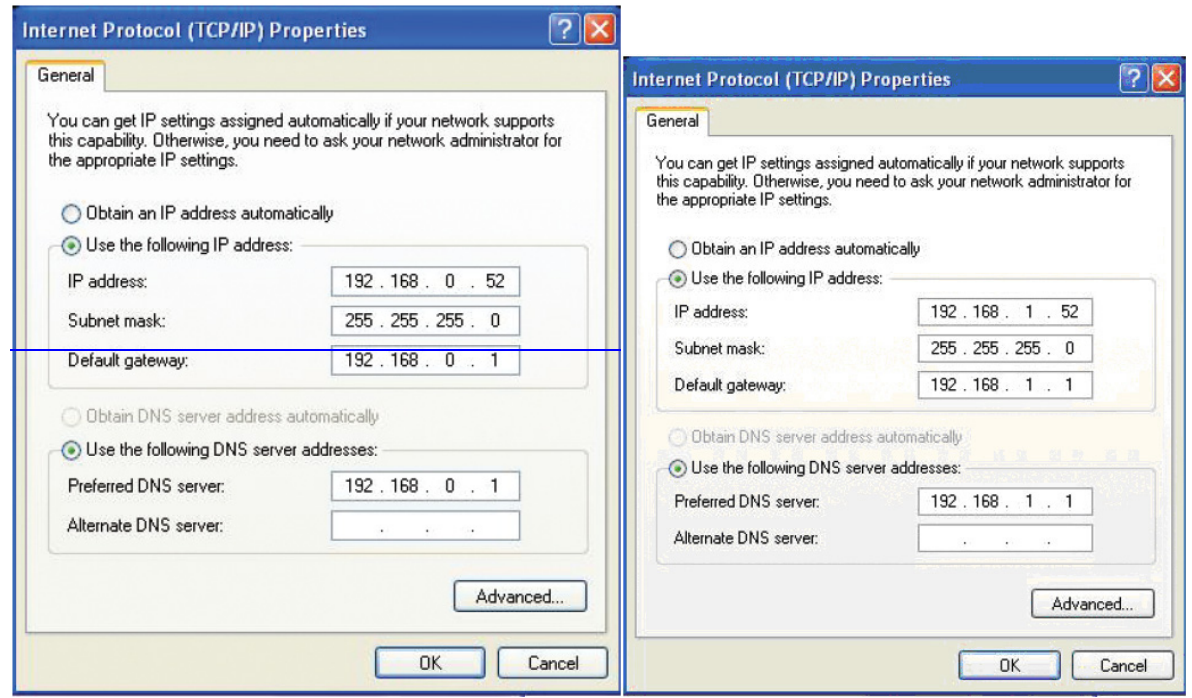 Internet Protocol (TCP/IP) Properties
General
You can get IP settings assigned automatically if your network supports
this capability. Otherwise, you need to ask your network administrator for
the appropriate IP settings.
Obtain an IP address automatically
Use the following IP address:
IP address: 192 . 168 . 0 . 52
Subnet mask: 255 . 255 . 255 . 0
Default gateway: 192 . 168 . 0 . 1
Obtain DNS server address automatically
Use the following DNS server addresses:
Preferred DNS server: 192 . 168 . 0 . 1
Alternate DNS server: . . .
Advanced...
OK Cancel
Internet Protocol (TCP/IP) Properties
General
You can get IP settings assigned automatically if your network supports
this capability. Otherwise, you need to ask your network administrator for
the appropriate IP settings.
Obtain an IP address automatically
Use the following IP address:
IP address: 192 . 168 . 1 . 52
Subnet mask: 255 . 255 . 255 . 0
Default gateway: 192 . 168 . 1 . 1
Obtain DNS server address automatically
Use the following DNS server addresses:
Preferred DNS server: 192 . 168 . 1 . 1
Alternate DNS server: . . .
Advanced...
OK Cancel